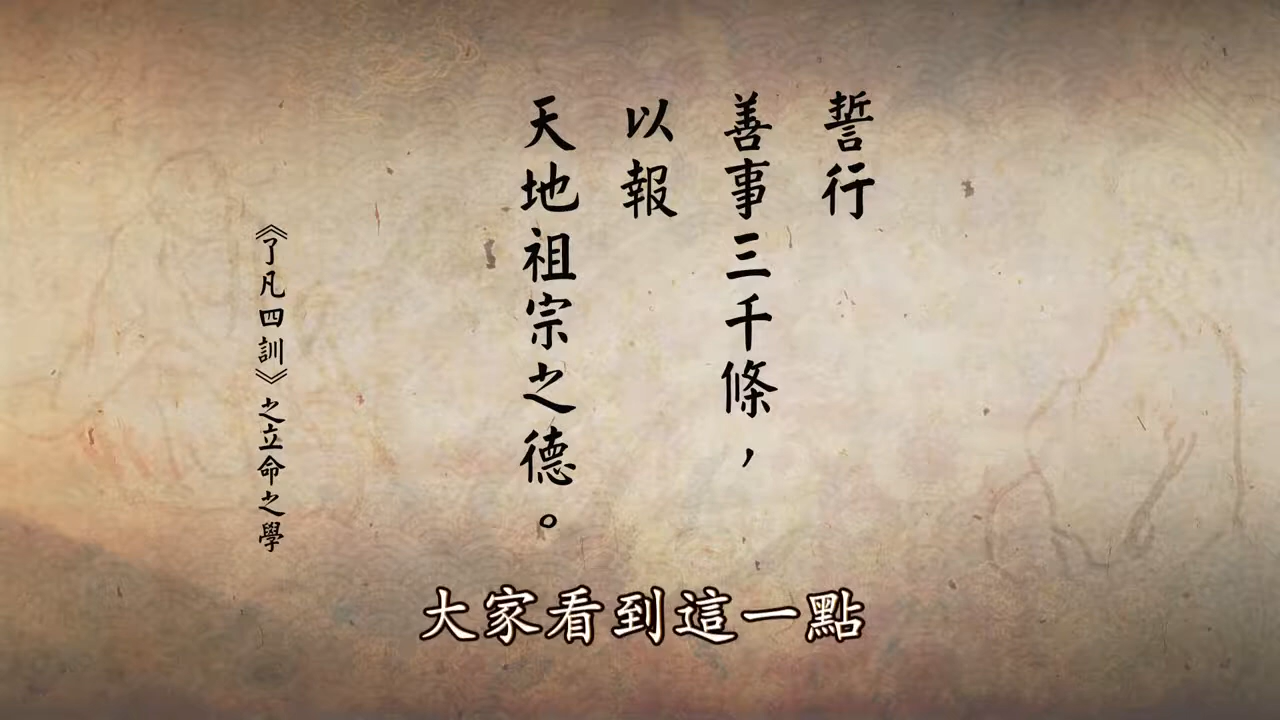 誓行
善事三千條，
以報
天地祖宗之德。
《了凡四訓》之立命之學
大家看到這一點